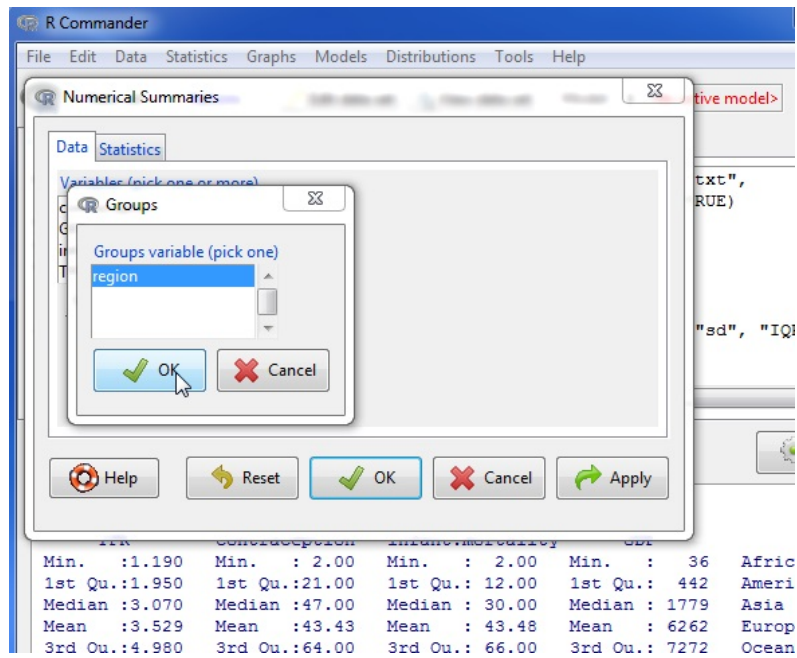 R Commander
File Edit Data Statistics Graphs Models Distributions Tools Help
Numerical Summaries
tive model>
Data Statistics
Variables (pick one or more)
txt",
RUE)
Groups
Groups variable (pick one)
region
"sd", "IQ
OK Cancel
Help Reset OK Cancel Apply
Min. :1.190 Min. : 2.00 Min. : 2.00 Min. : 36 Afric
1st Qu.:1.950 1st Qu.:21.00 1st Qu.: 12.00 1st Qu.: 442 Ameri
Median :3.070 Median :47.00 Median : 30.00 Median : 1779 Asia
Mean :3.529 Mean :43.43 Mean : 43.48 Mean : 6262 Europ
3rd Qu.:4.980 3rd Qu.:64.00 3rd Qu.: 66.00 3rd Qu.: 7272 Ocean